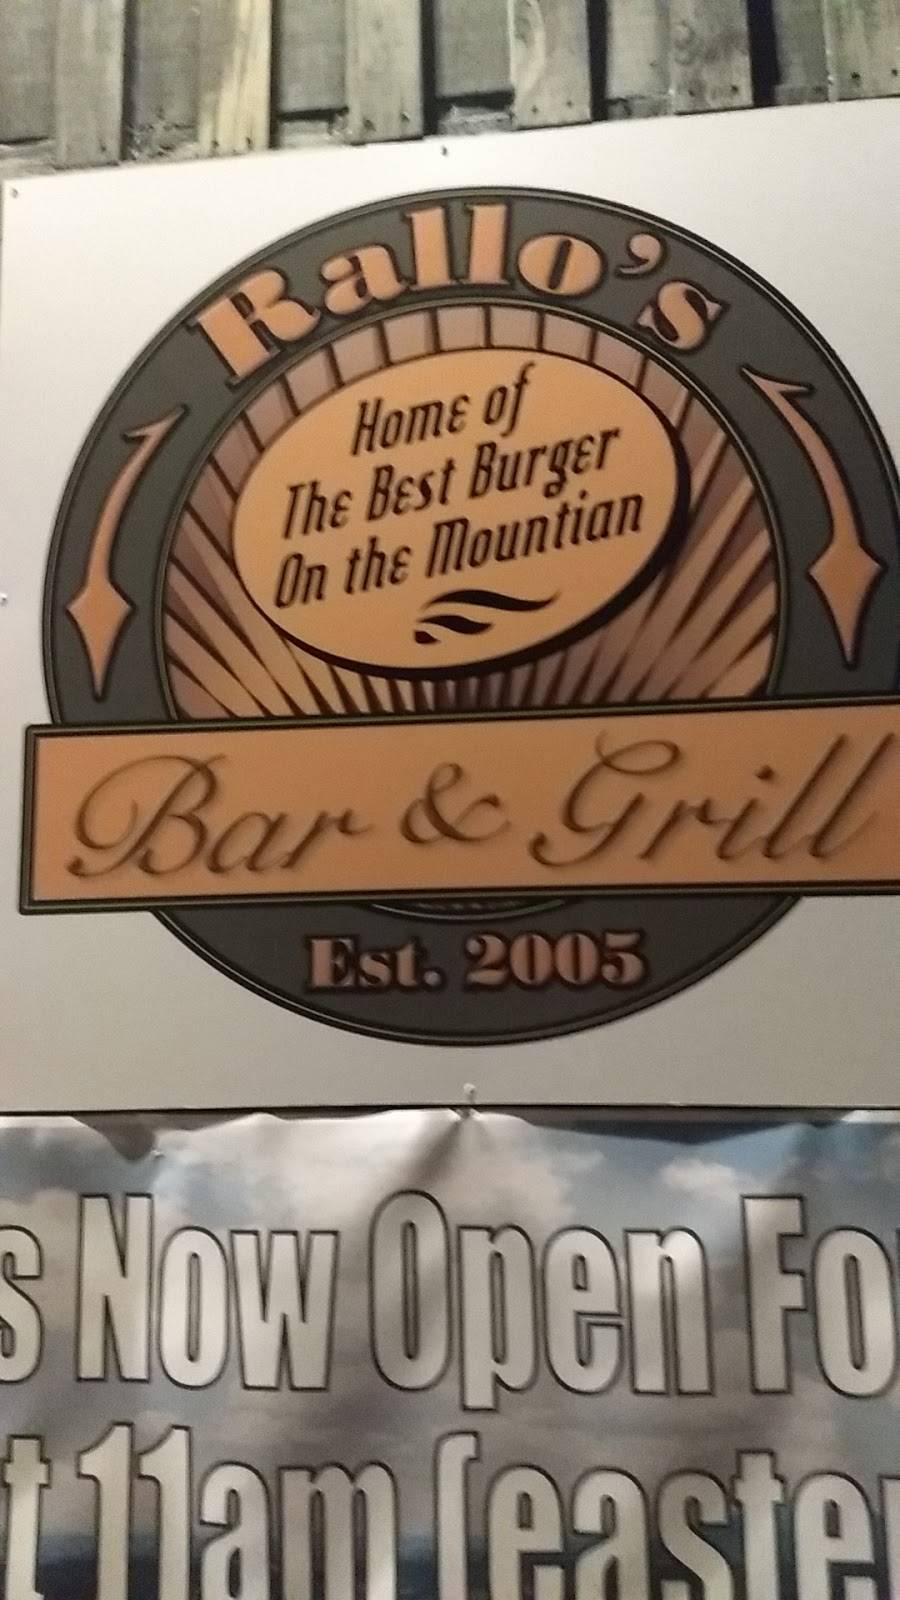 Rallo's
Home of
The Best Burger
On the Mountian
Bar & Grill
Est. 2005
s Now Open Fo
t 11am (easte